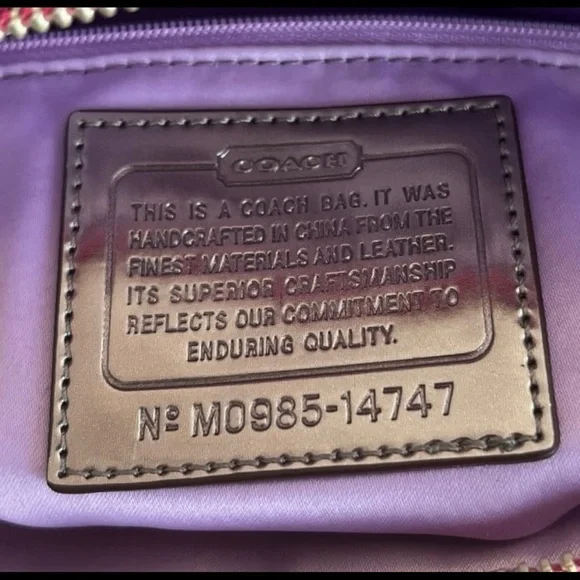 COACH
THIS IS A COACH BAG. IT WAS
HANDCRAFTED IN CHINA FROM THE
FINEST MATERIALS AND LEATHER.
ITS SUPERIOR CRAFTSMANSHIP
REFLECTS OUR COMMITMENT TO
ENDURING QUALITY.
Nº M0985-14747